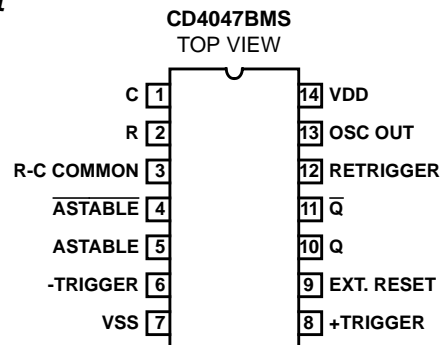 CD4047BMS
TOP VIEW
C 1
14 VDD
R 2
13 OSC OUT
R-C COMMON 3
12 RETRIGGER
A̅S̅T̅A̅B̅L̅E̅ 4
11 Q̅
ASTABLE 5
10 Q
-TRIGGER 6
9 EXT. RESET
VSS 7
8 +TRIGGER